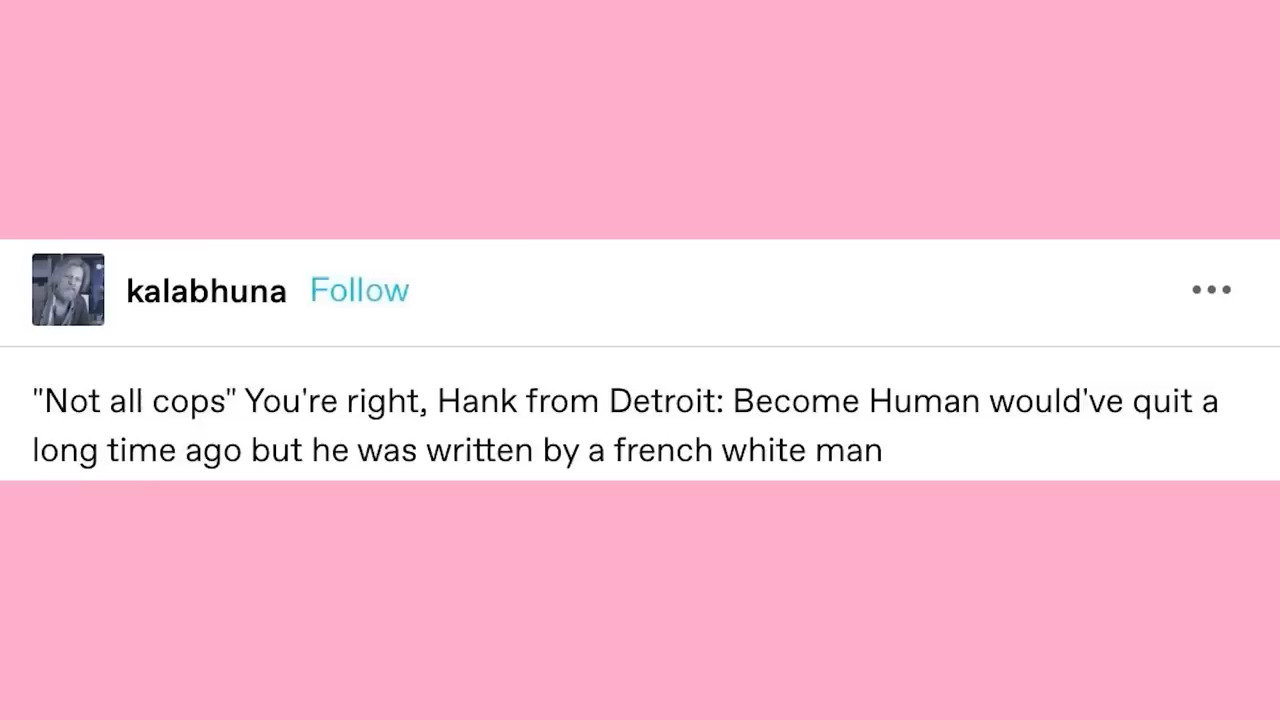 kalabhuna Follow
"Not all cops" You're right, Hank from Detroit: Become Human would've quit a
long time ago but he was written by a french white man